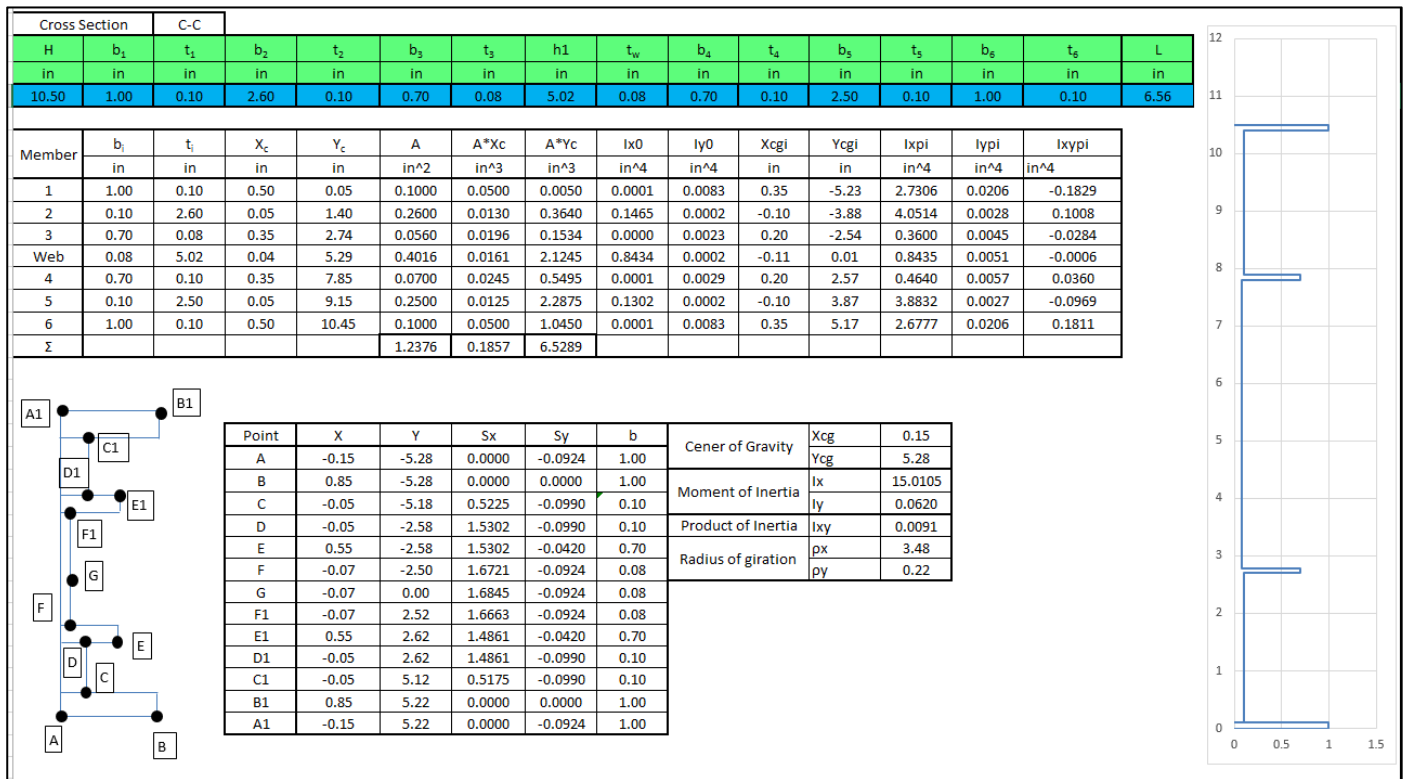 Cross Section C-C
H b₁ t₁ b₂ t₂ b₃ t₃ h1 t_w b₄ t₄ b₅ t₅ b₆ t₆ L
in in in in in in in in in in in in in in in in
10.50 1.00 0.10 2.60 0.10 0.70 0.08 5.02 0.08 0.70 0.10 2.50 0.10 1.00 0.10 6.56
Member bᵢ tᵢ X_c Y_c A A*Xc A*Yc Ix0 Iy0 Xcgi Ycgi Ixpi Iypi Ixypi
in in in in in^2 in^3 in^3 in^4 in^4 in in in^4 in^4 in^4
1 1.00 0.10 0.50 0.05 0.1000 0.0500 0.0050 0.0001 0.0083 0.35 -5.23 2.7306 0.0206 -0.1829
2 0.10 2.60 0.05 1.40 0.2600 0.0130 0.3640 0.1465 0.0002 -0.10 -3.88 4.0514 0.0028 0.1008
3 0.70 0.08 0.35 2.74 0.0560 0.0196 0.1534 0.0000 0.0023 0.20 -2.54 0.3600 0.0045 -0.0284
Web 0.08 5.02 0.04 5.29 0.4016 0.0161 2.1245 0.8434 0.0002 -0.11 0.01 0.8435 0.0051 -0.0006
4 0.70 0.10 0.35 7.85 0.0700 0.0245 0.5495 0.0001 0.0029 0.20 2.57 0.4640 0.0057 0.0360
5 0.10 2.50 0.05 9.15 0.2500 0.0125 2.2875 0.1302 0.0002 -0.10 3.87 3.8832 0.0027 -0.0969
6 1.00 0.10 0.50 10.45 0.1000 0.0500 1.0450 0.0001 0.0083 0.35 5.17 2.6777 0.0206 0.1811
Σ 1.2376 0.1857 6.5289
A1
B1
C1
D1
E1
F1
G
F
E
D
C
A
B
Point X Y Sx Sy b
A -0.15 -5.28 0.0000 -0.0924 1.00
B 0.85 -5.28 0.0000 0.0000 1.00
C -0.05 -5.18 0.5225 -0.0990 0.10
D -0.05 -2.58 1.5302 -0.0990 0.10
E 0.55 -2.58 1.5302 -0.0420 0.70
F -0.07 -2.50 1.6721 -0.0924 0.08
G -0.07 0.00 1.6845 -0.0924 0.08
F1 -0.07 2.52 1.6663 -0.0924 0.08
E1 0.55 2.62 1.4861 -0.0420 0.70
D1 -0.05 2.62 1.4861 -0.0990 0.10
C1 -0.05 5.12 0.5175 -0.0990 0.10
B1 0.85 5.22 0.0000 0.0000 1.00
A1 -0.15 5.22 0.0000 -0.0924 1.00
Cener of Gravity Xcg 0.15
Ycg 5.28
Moment of Inertia Ix 15.0105
Iy 0.0620
Product of Inertia Ixy 0.0091
Radius of giration ρx 3.48
ρy 0.22
12
11
10
9
8
7
6
5
4
3
2
1
0
0 0.5 1 1.5